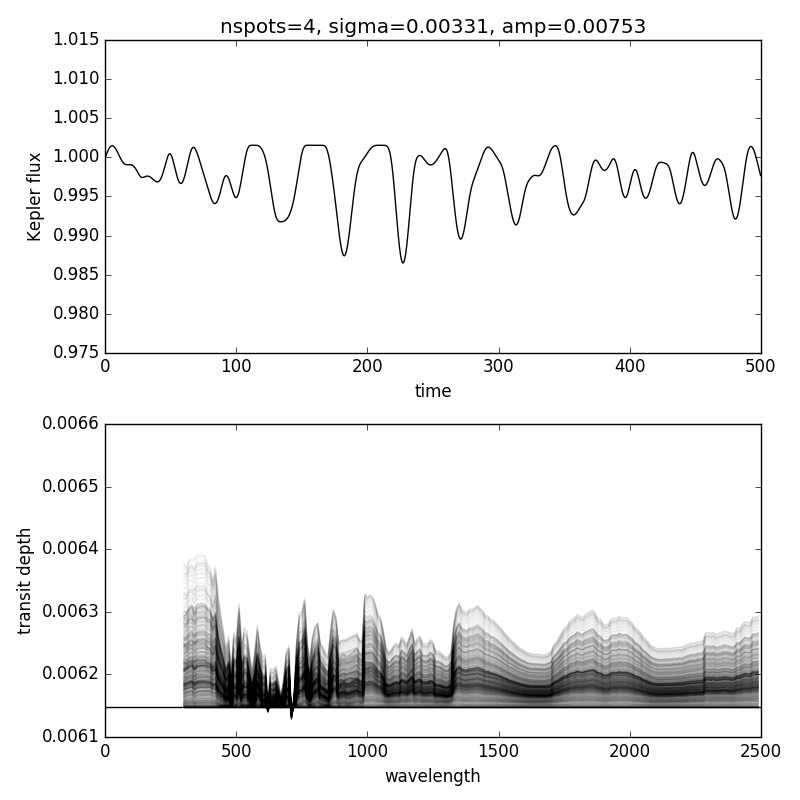 nspots=4, sigma=0.00331, amp=0.00753
1.015
1.010
1.005
1.000
0.995
0.990
0.985
0.980
0.975
Kepler flux
0 100 200 300 400 500
time
0.0066
0.0065
0.0064
0.0063
0.0062
0.0061
transit depth
0 500 1000 1500 2000 2500
wavelength